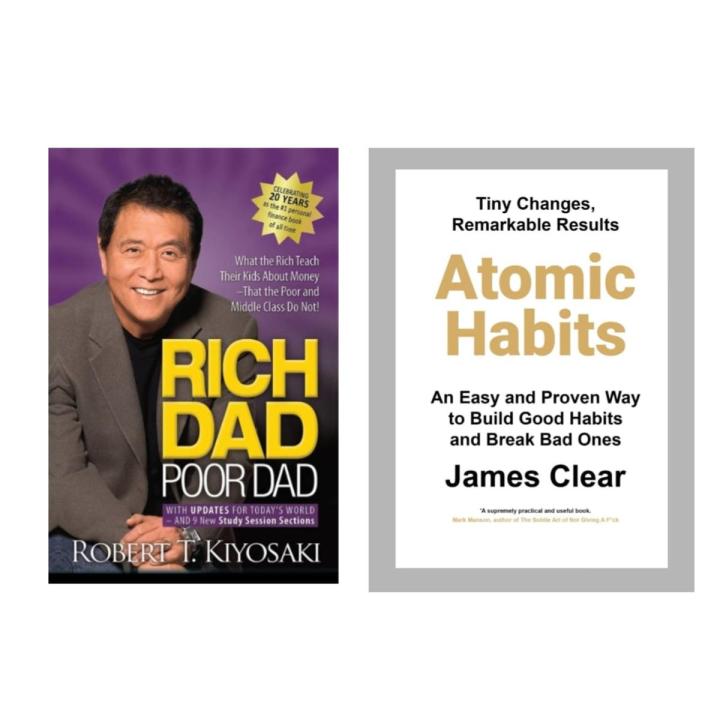 CELEBRATING
20 YEARS
as the #1 personal
finance book
of all time
What the Rich Teach
Their Kids About Money
–That the Poor and
Middle Class Do Not!
RICH
DAD
POOR DAD
WITH UPDATES FOR TODAY'S WORLD
– AND 9 New Study Session Sections
ROBERT T. KIYOSAKI
Tiny Changes,
Remarkable Results
Atomic
Habits
An Easy and Proven Way
to Build Good Habits
and Break Bad Ones
James Clear
'A supremely practical and useful book.
Mark Manson, author of The Subtle Art of Not Giving A F*ck